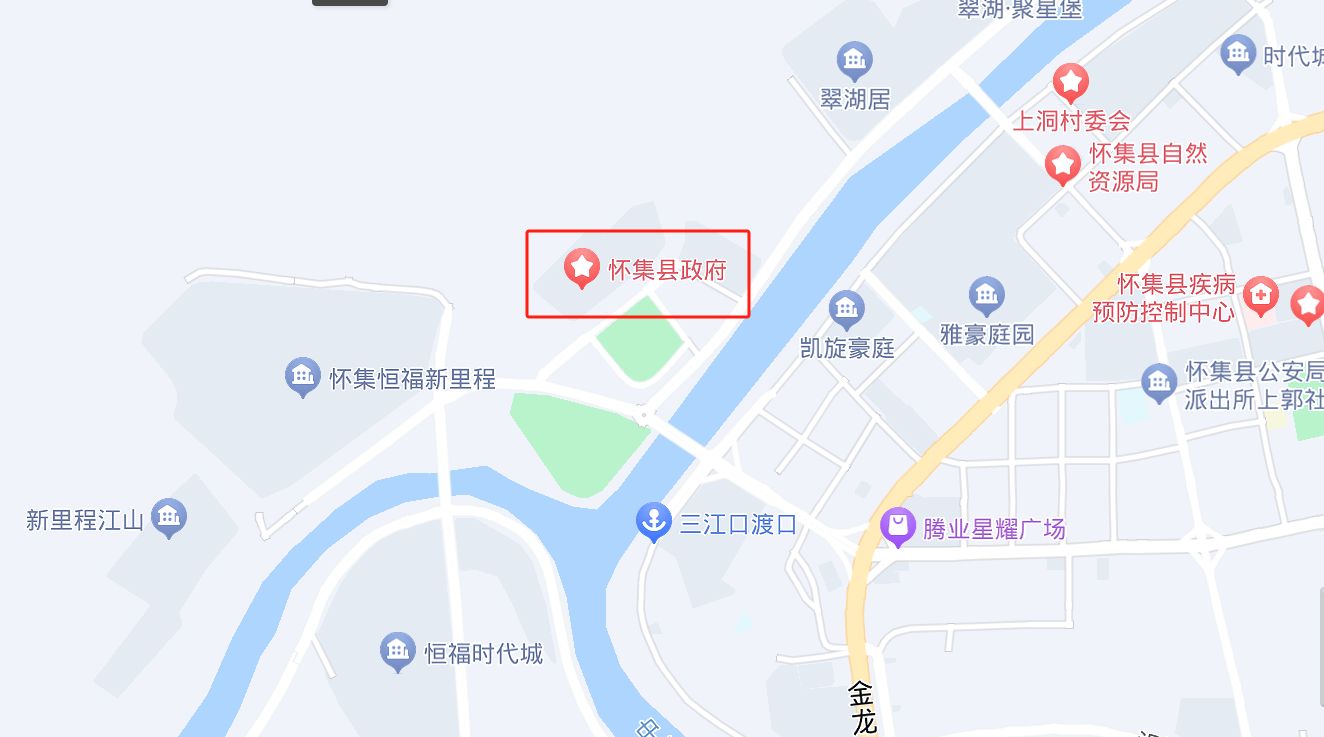 翠湖·聚星堡
时代城
翠湖居
上洞村委会
怀集县自然
资源局
怀集县政府
怀集县疾病
预防控制中心
凯旋豪庭
雅豪庭园
怀集恒福新里程
怀集县公安局
派出所上郭社
新里程江山
三江口渡口
腾业星耀广场
恒福时代城
金龙